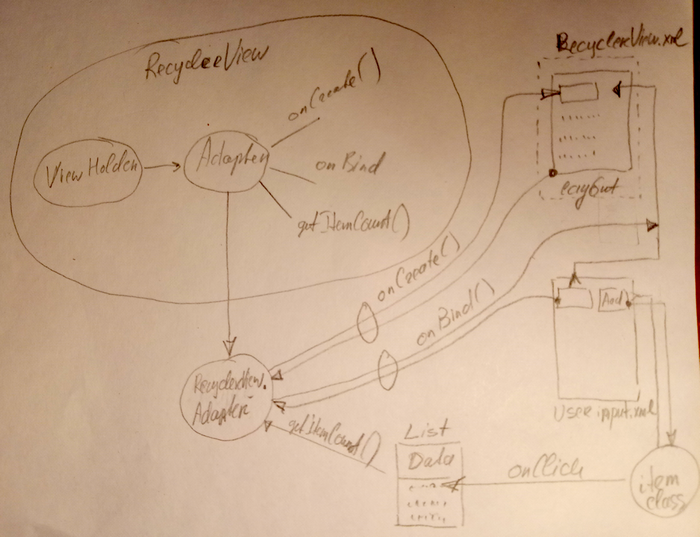 RecyclerView.xml
RecyclerView
onCreate()
ViewHolder
Adapter
onBind
getItemCount()
layout
onCreate()
onBind()
Add
RecyclerView.
Adapter
User input.xml
getItemCount()
List
Data
onClick
item
class